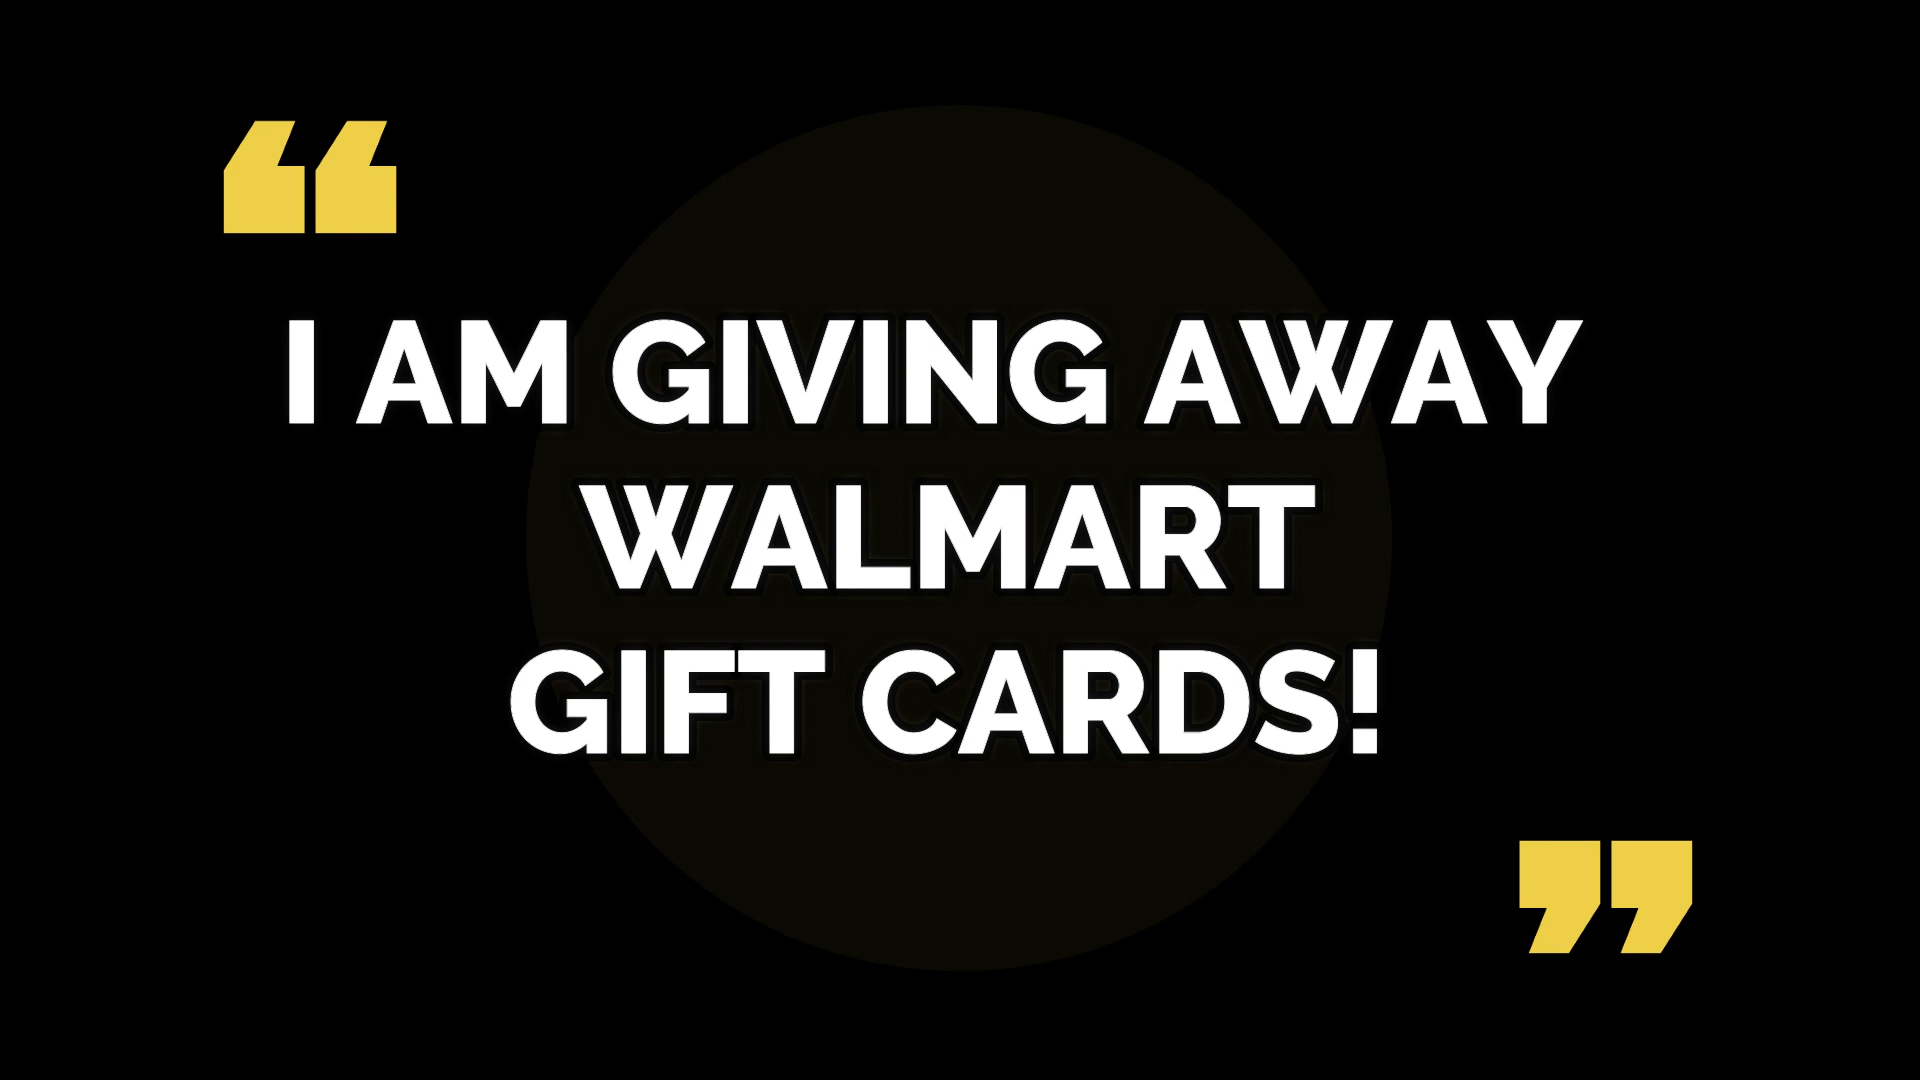 “
I AM GIVING AWAY
WALMART
GIFT CARDS!
”